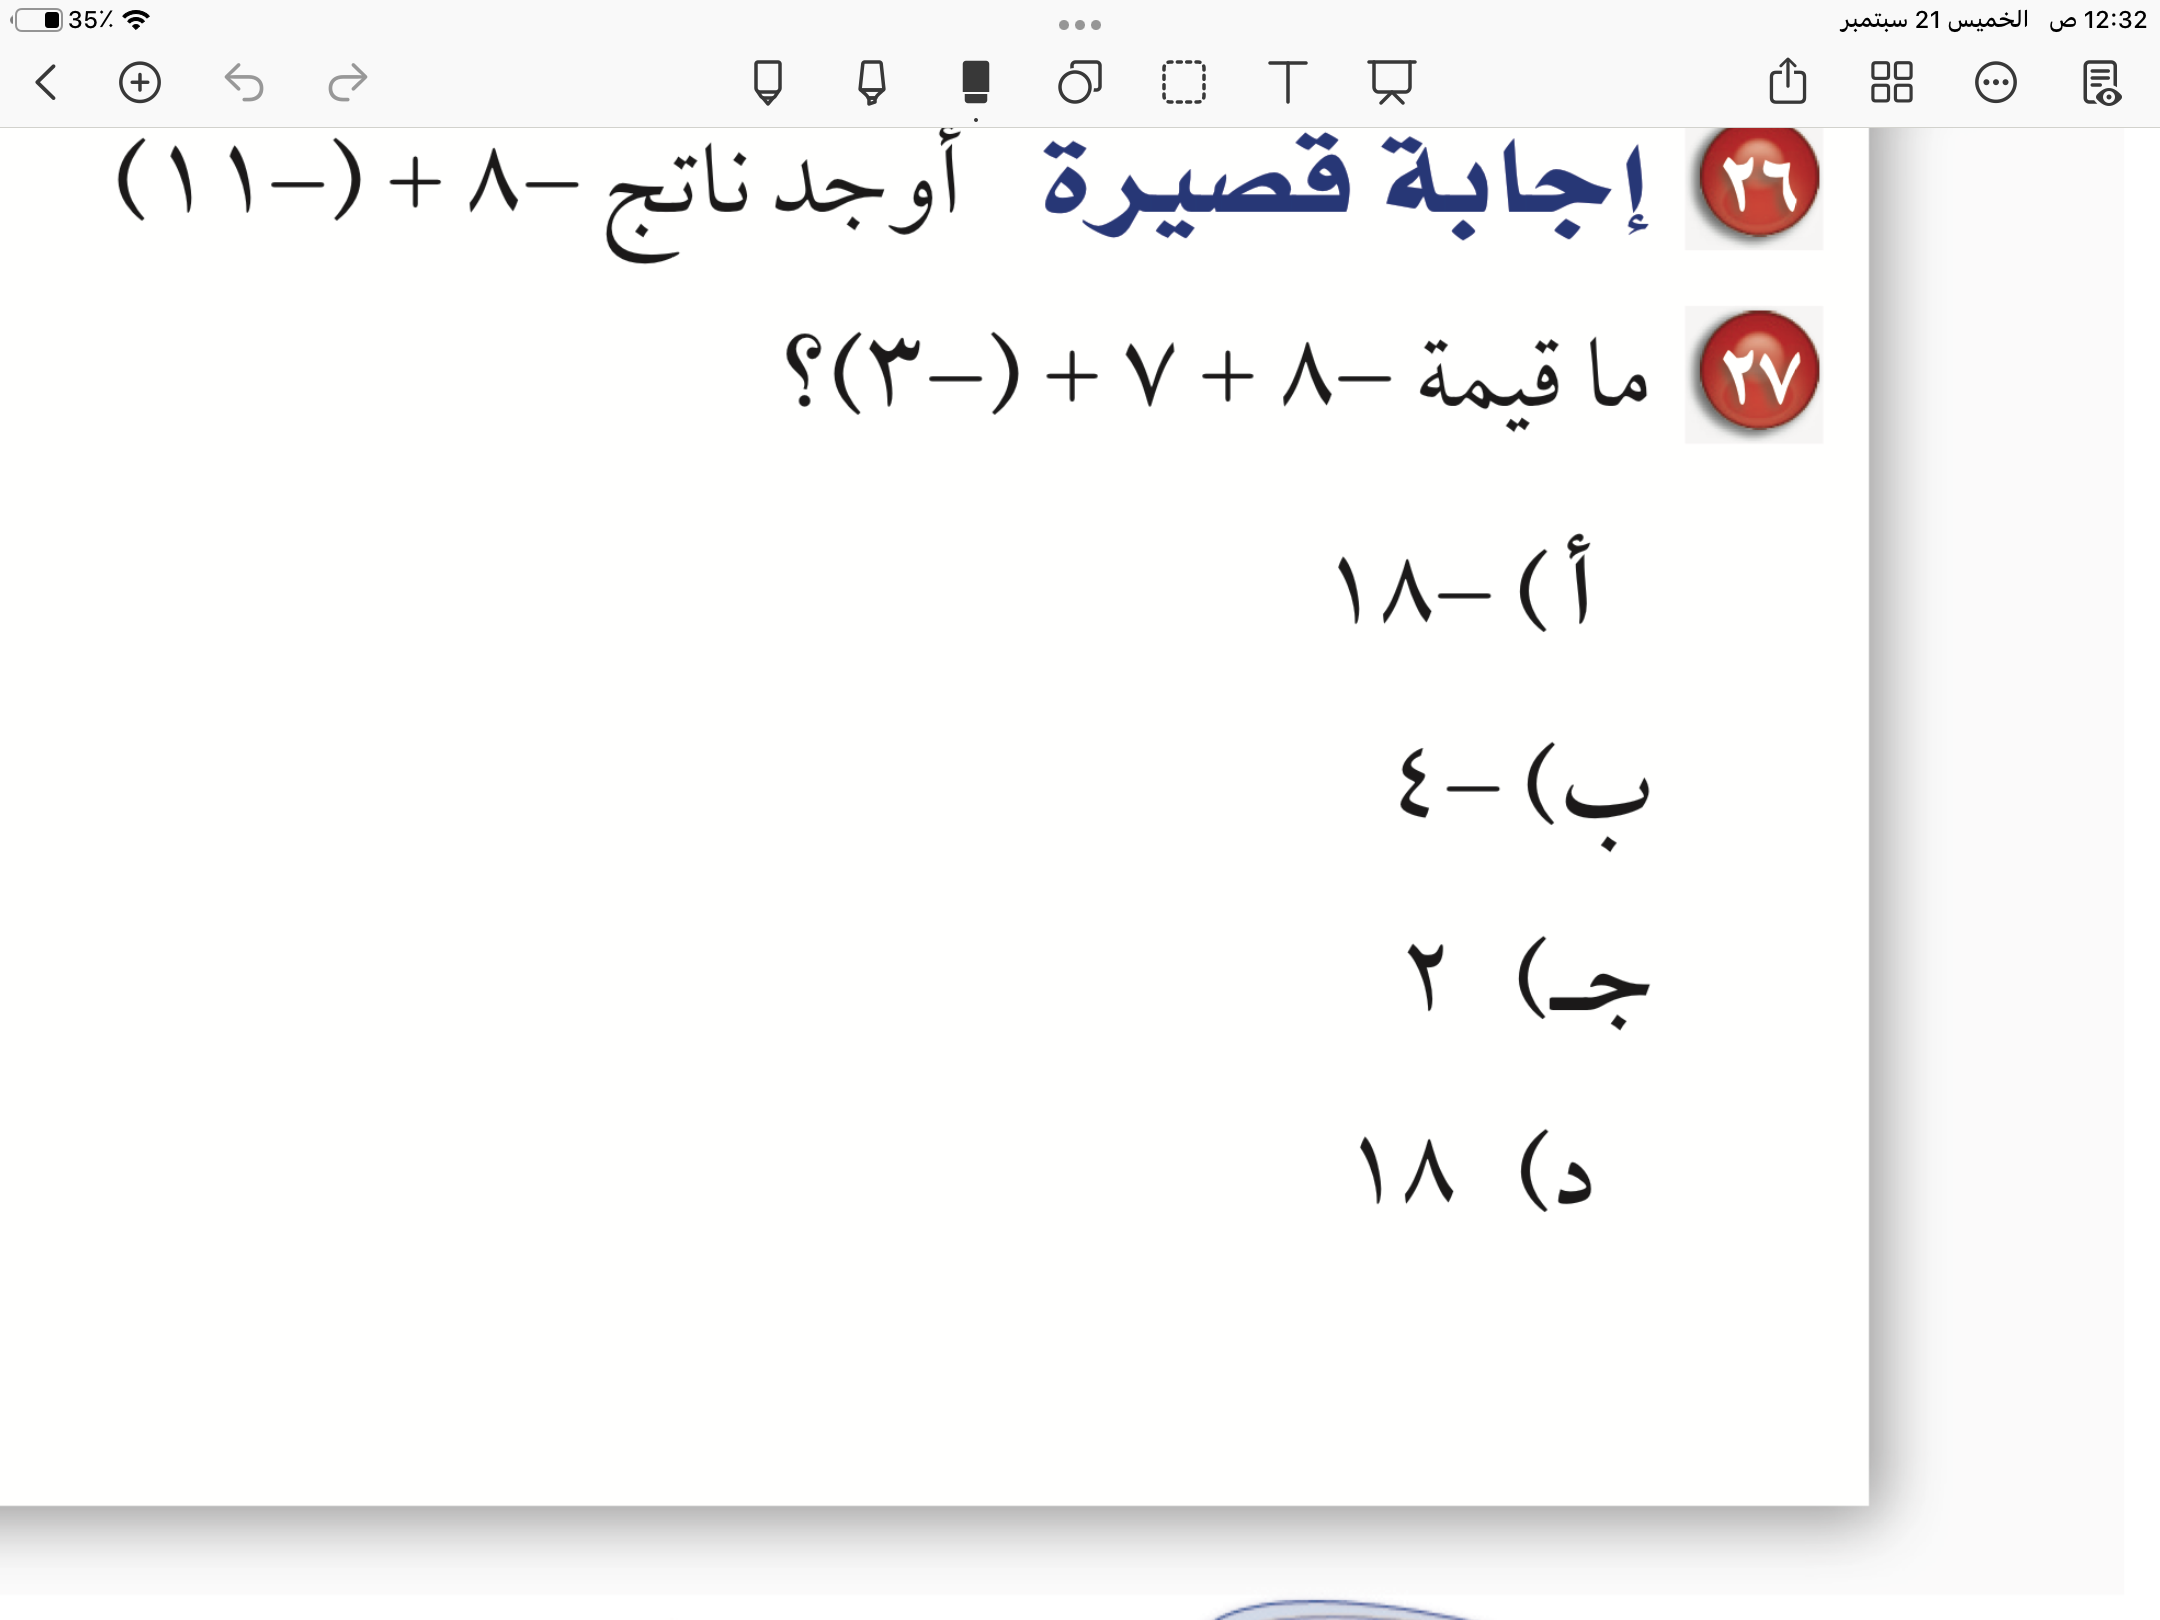 12:32 ص الخميس 21 سبتمبر
35٪
٢٦ إجابة قصيرة أوجد ناتج –٨ + (–١١)
٢٧ ما قيمة –٨ + ٧ + (–٣)؟
أ) –١٨
ب) –٤
جـ) ٢
د) ١٨